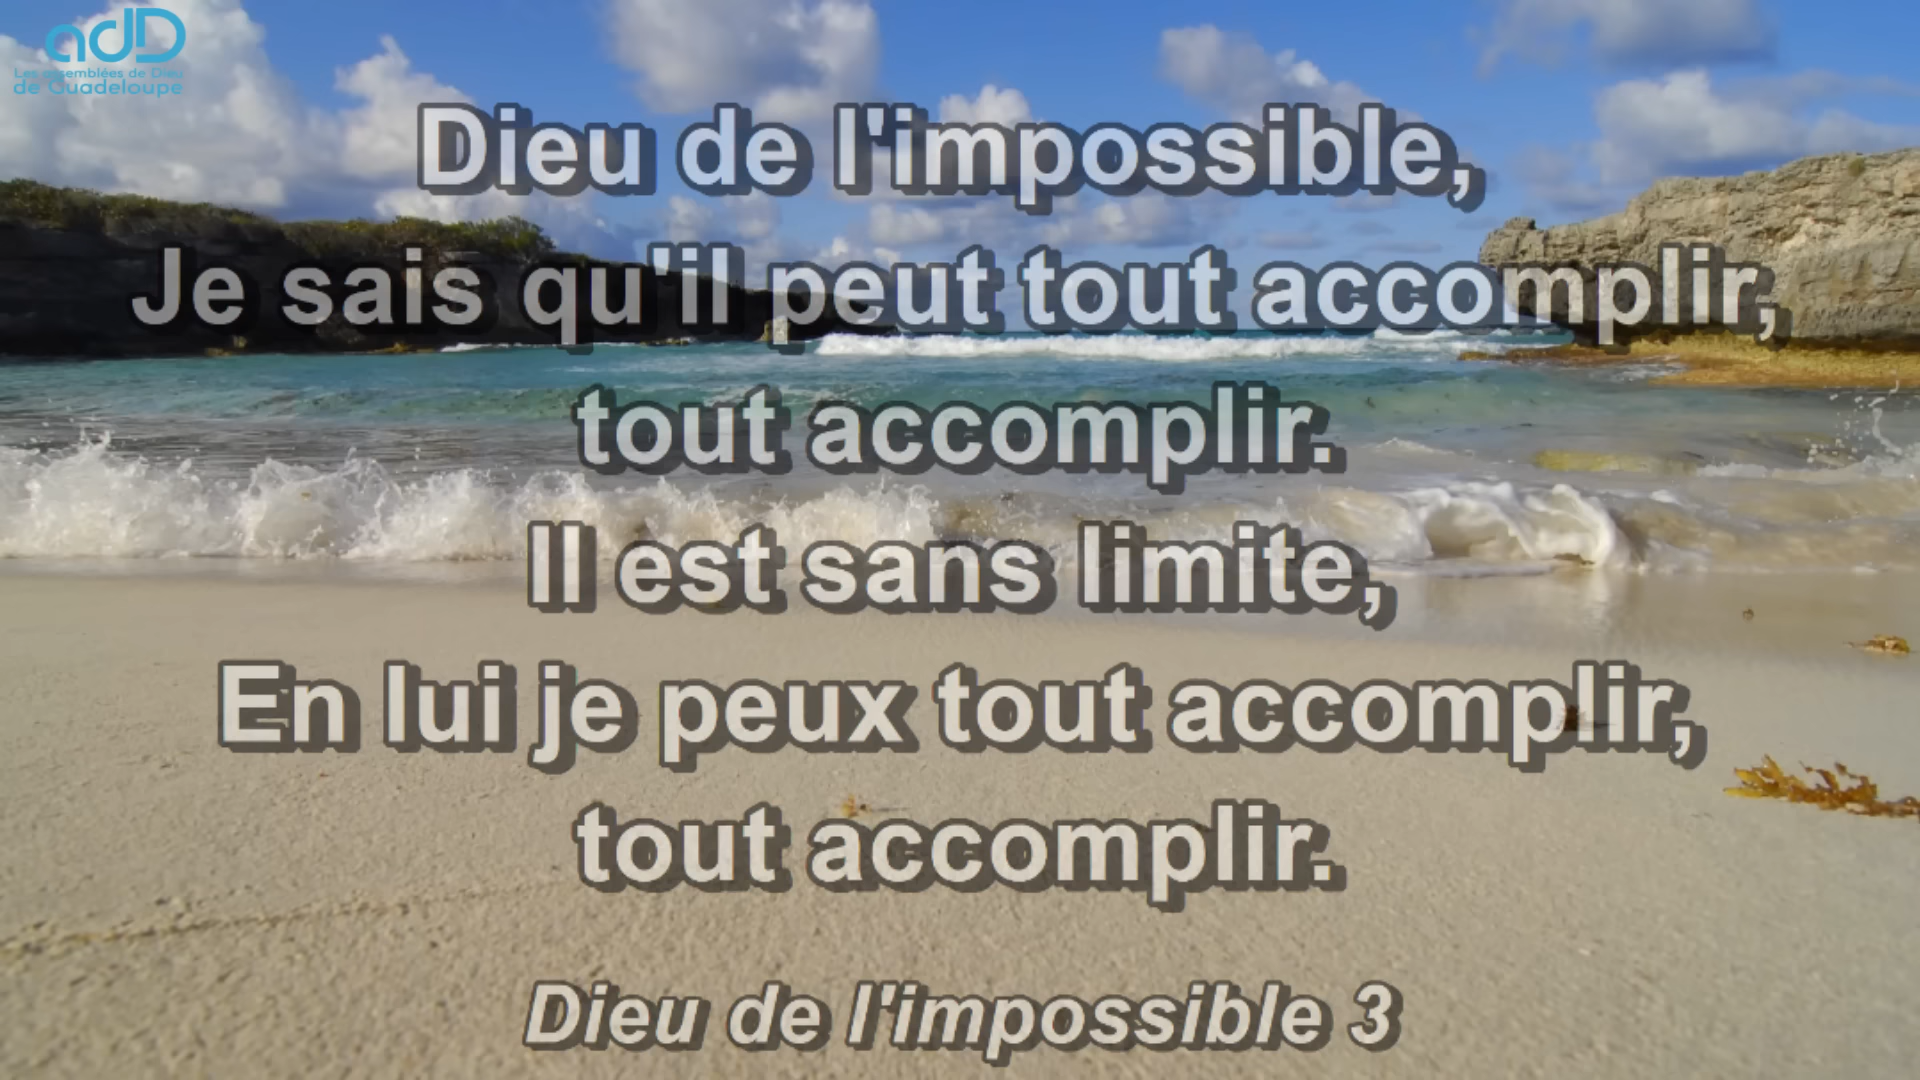 adD
Les assemblées de Dieu
de Guadeloupe
Dieu de l'impossible,
Je sais qu'il peut tout accomplir,
tout accomplir.
Il est sans limite,
En lui je peux tout accomplir,
tout accomplir.
Dieu de l'impossible 3